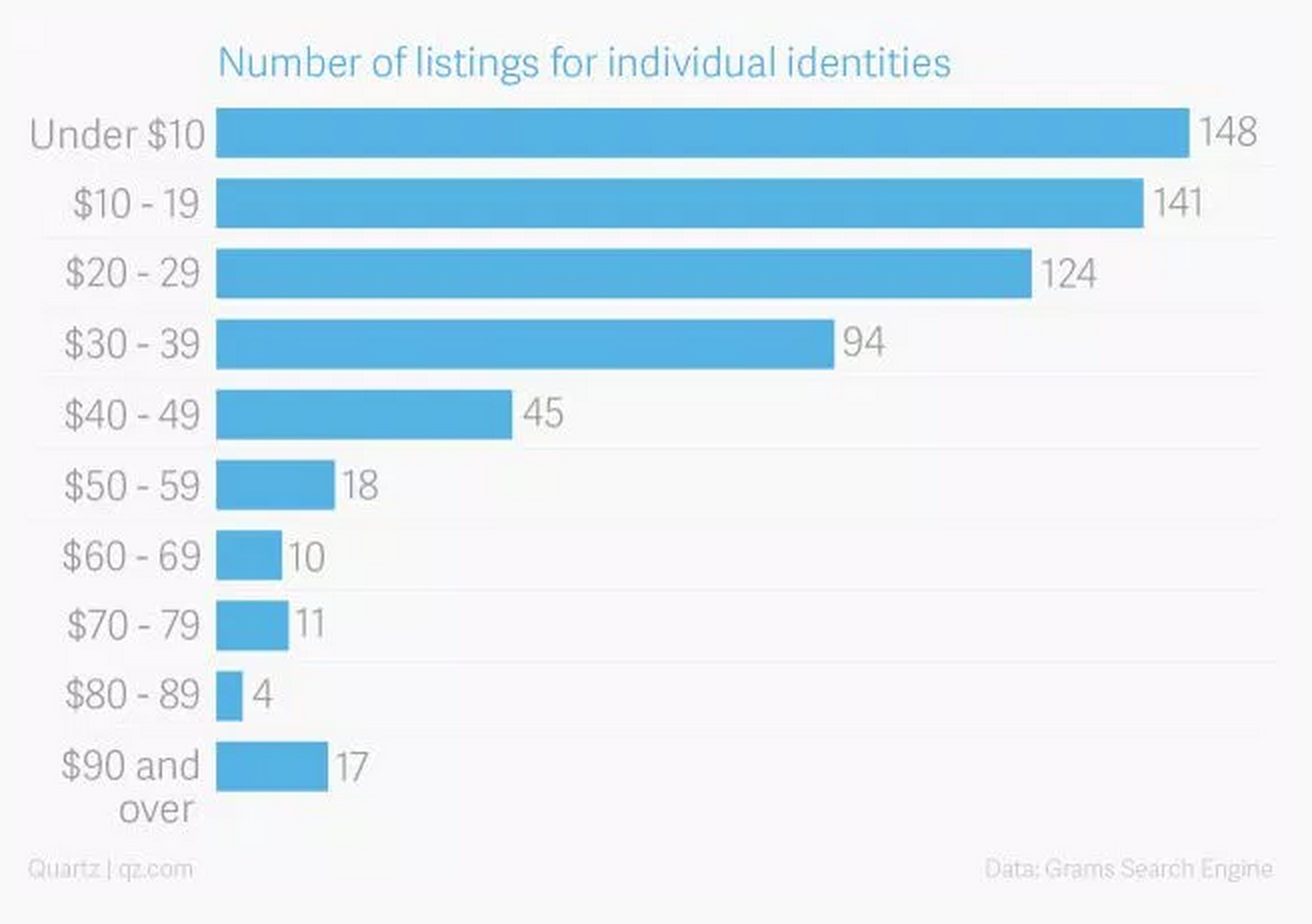 Number of listings for individual identities
Under $10 148
$10 - 19 141
$20 - 29 124
$30 - 39 94
$40 - 49 45
$50 - 59 18
$60 - 69 10
$70 - 79 11
$80 - 89 4
$90 and 17
over
Quartz | qz.com Data: Grams Search Engine